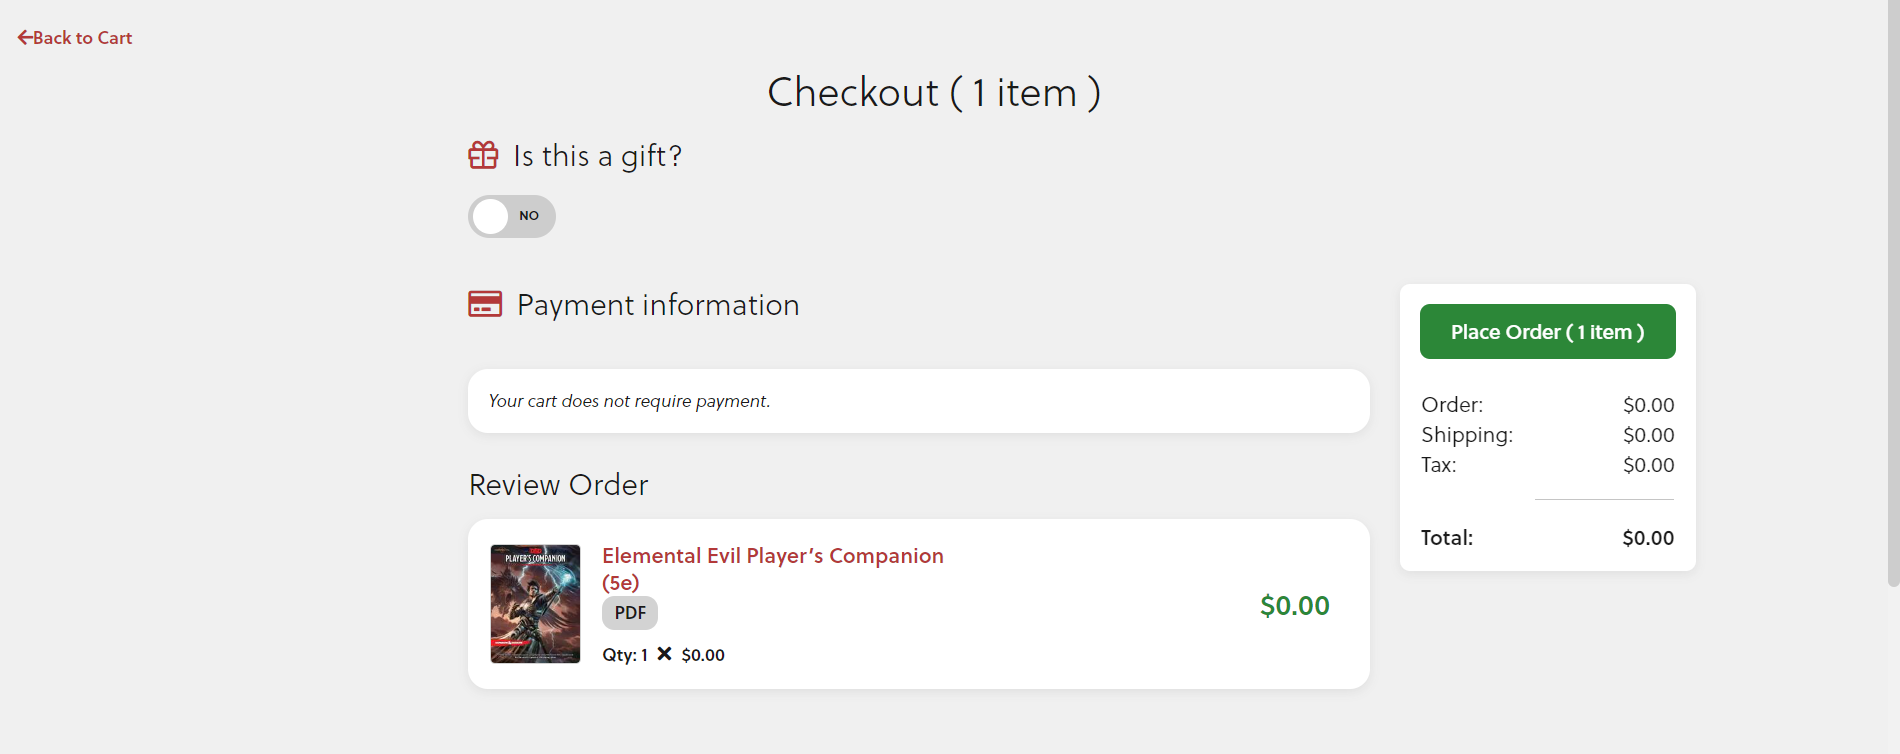 Back to Cart
Checkout ( 1 item )
Is this a gift?
NO
Payment information
Your cart does not require payment.
Place Order ( 1 item )
Order: $0.00
Shipping: $0.00
Tax: $0.00
Total: $0.00
Review Order
PLAYER'S COMPANION
Elemental Evil Player’s Companion
(5e)
PDF
Qty: 1 × $0.00
$0.00